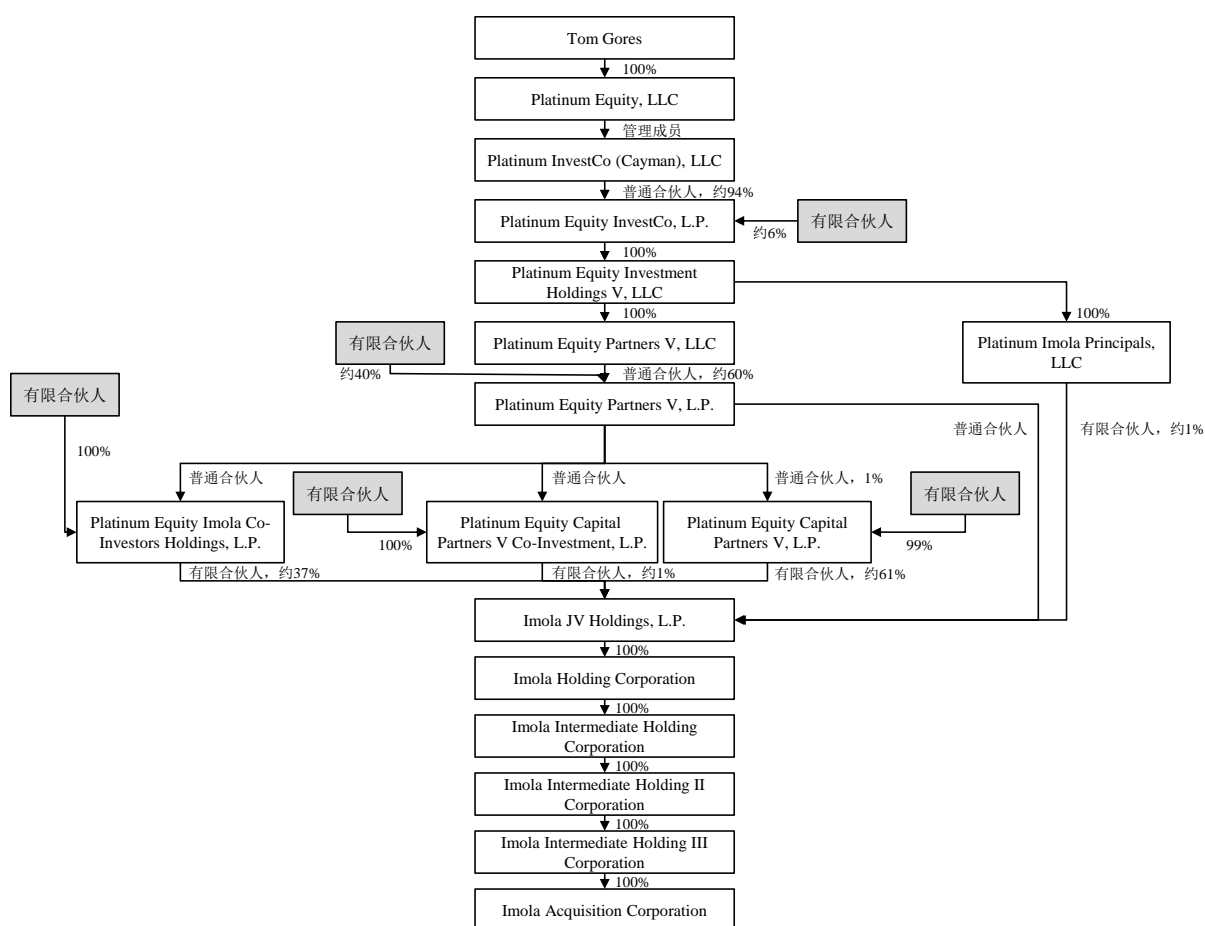 Tom Gores
100%
Platinum Equity, LLC
管理成员
Platinum InvestCo (Cayman), LLC
普通合伙人，约94%
Platinum Equity InvestCo, L.P.
有限合伙人
约6%
100%
Platinum Equity Investment
Holdings V, LLC
100%
100%
有限合伙人
约40%
Platinum Equity Partners V, LLC
Platinum Imola Principals,
LLC
普通合伙人，约60%
有限合伙人
Platinum Equity Partners V, L.P.
100%
普通合伙人
有限合伙人，约1%
普通合伙人
普通合伙人
普通合伙人，1%
有限合伙人
有限合伙人
Platinum Equity Imola Co-
Investors Holdings, L.P.
100%
Platinum Equity Capital
Partners V Co-Investment, L.P.
Platinum Equity Capital
Partners V, L.P.
99%
有限合伙人，约37%
有限合伙人，约1%
有限合伙人，约61%
Imola JV Holdings, L.P.
100%
Imola Holding Corporation
100%
Imola Intermediate Holding
Corporation
100%
Imola Intermediate Holding II
Corporation
100%
Imola Intermediate Holding III
Corporation
100%
Imola Acquisition Corporation